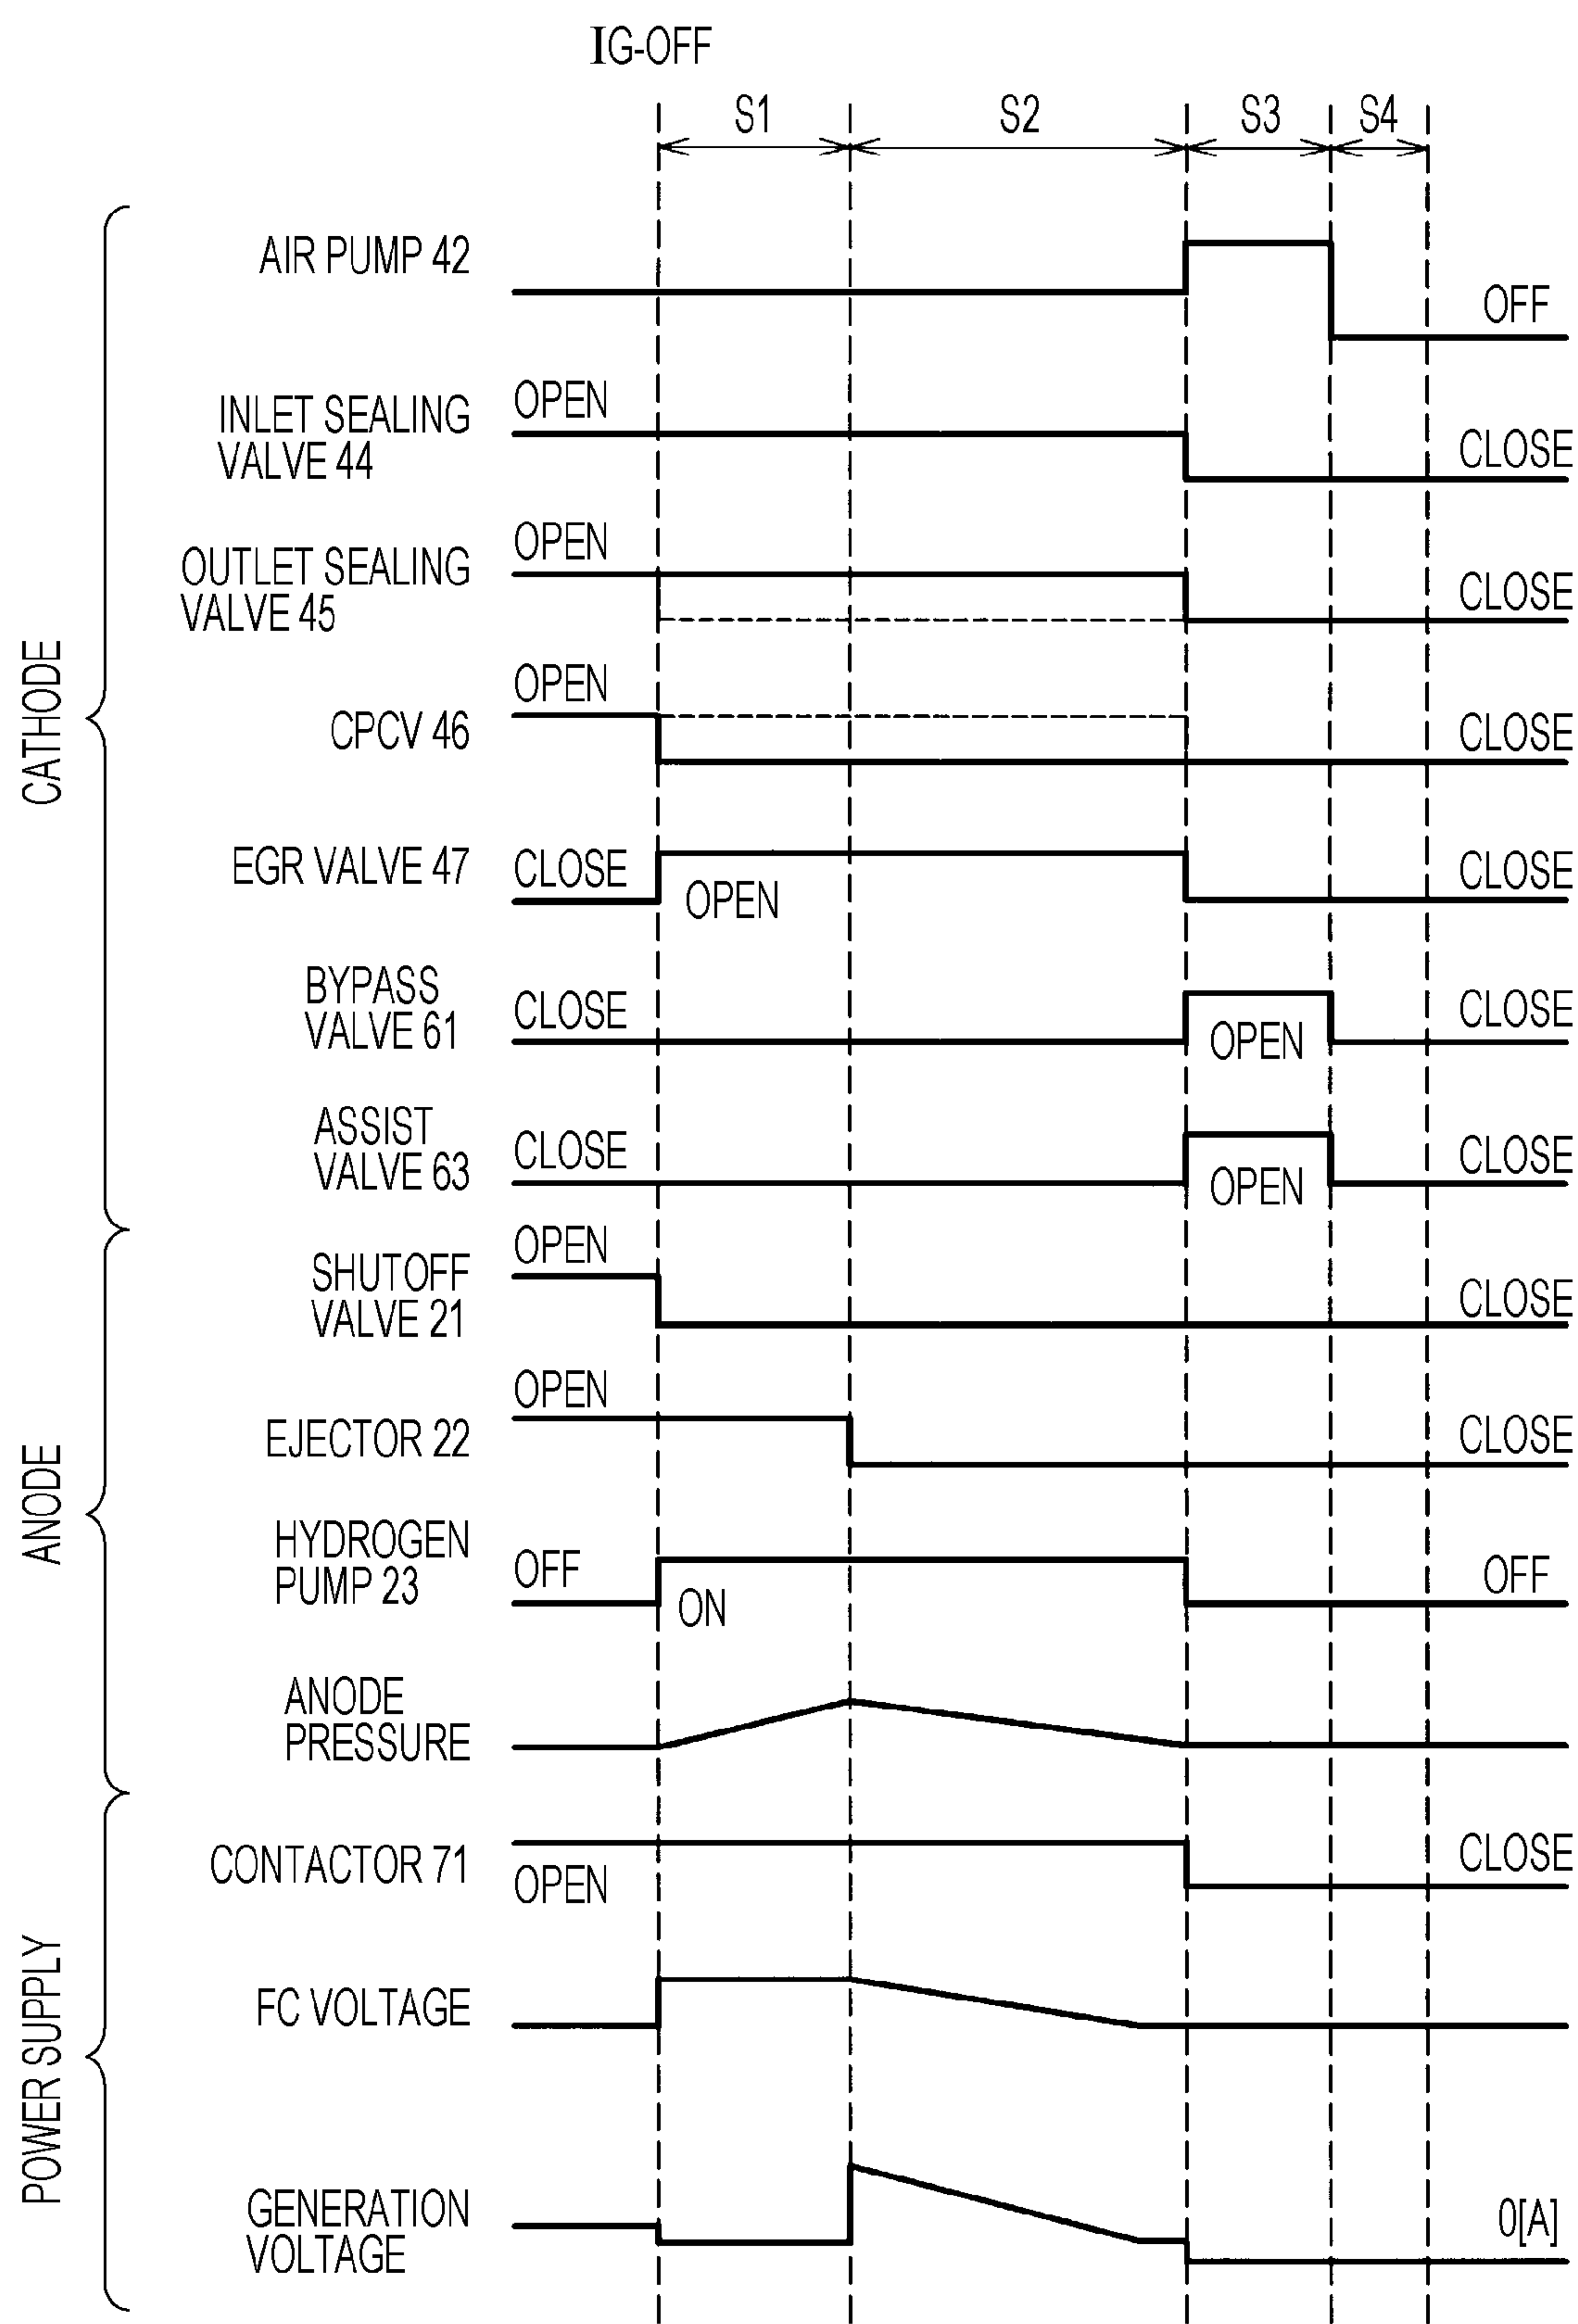 IG-OFF
S1 S2 S3 S4
CATHODE
AIR PUMP 42
OFF
INLET SEALING
VALVE 44
OPEN
CLOSE
OUTLET SEALING
VALVE 45
OPEN
CLOSE
CPCV 46
OPEN
CLOSE
EGR VALVE 47
CLOSE
OPEN
CLOSE
BYPASS
VALVE 61
CLOSE
OPEN
CLOSE
ASSIST
VALVE 63
CLOSE
OPEN
CLOSE
ANODE
SHUTOFF
VALVE 21
OPEN
CLOSE
EJECTOR 22
OPEN
CLOSE
HYDROGEN
PUMP 23
OFF
ON
OFF
ANODE
PRESSURE
POWER SUPPLY
CONTACTOR 71
OPEN
CLOSE
FC VOLTAGE
GENERATION
VOLTAGE
0[A]